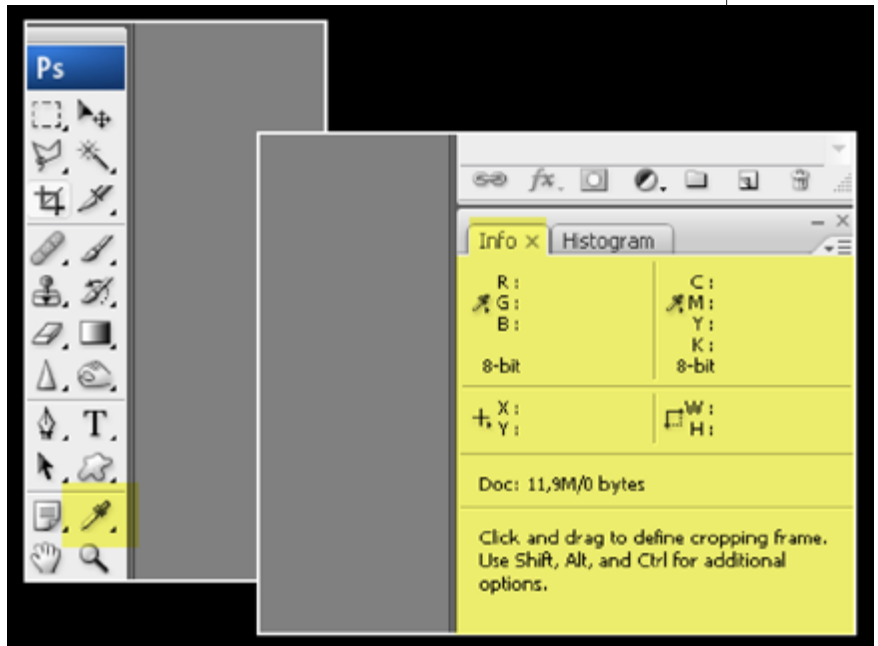 Ps
T
fx.
Info × Histogram
R:
G:
B:
8-bit
C:
M:
Y:
K:
8-bit
X:
Y:
W:
H:
Doc: 11,9M/0 bytes
Click and drag to define cropping frame.
Use Shift, Alt, and Ctrl for additional
options.